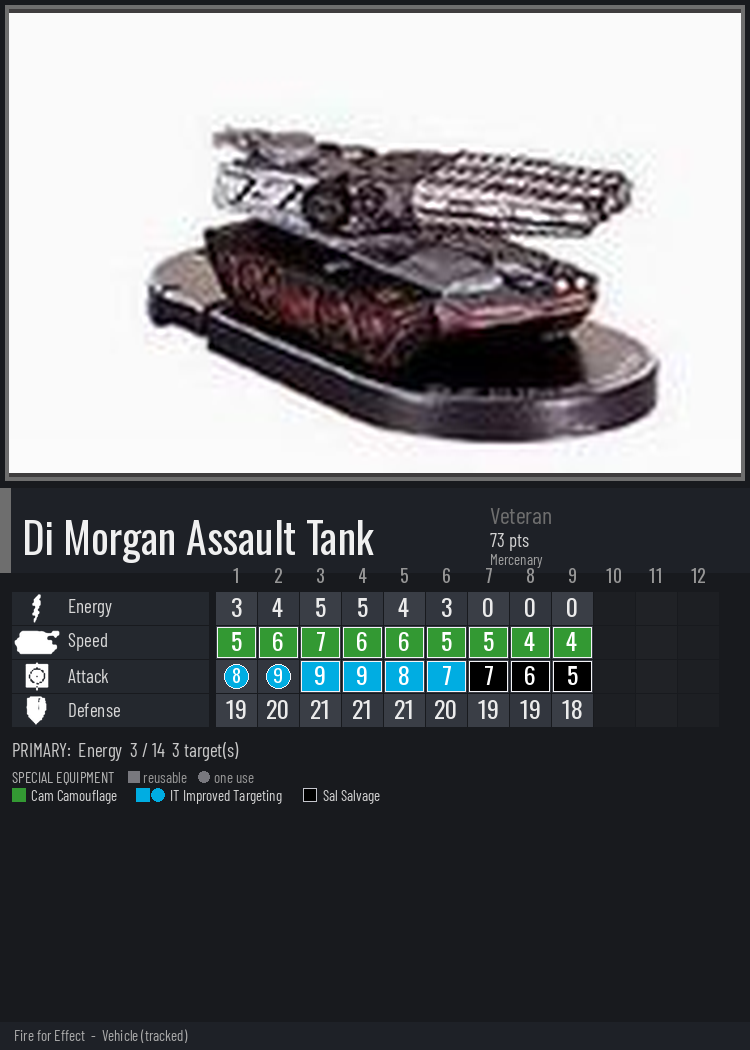 Di Morgan Assault Tank
Veteran
73 pts
Mercenary
1 2 3 4 5 6 7 8 9 10 11 12
Energy 3 4 5 5 4 3 0 0 0
Speed 5 6 7 6 6 5 5 4 4
Attack 8 9 9 9 8 7 7 6 5
Defense 19 20 21 21 21 20 19 19 18
PRIMARY: Energy 3 / 14 3 target(s)
SPECIAL EQUIPMENT reusable one use
Cam Camouflage IT Improved Targeting Sal Salvage
Fire for Effect - Vehicle (tracked)